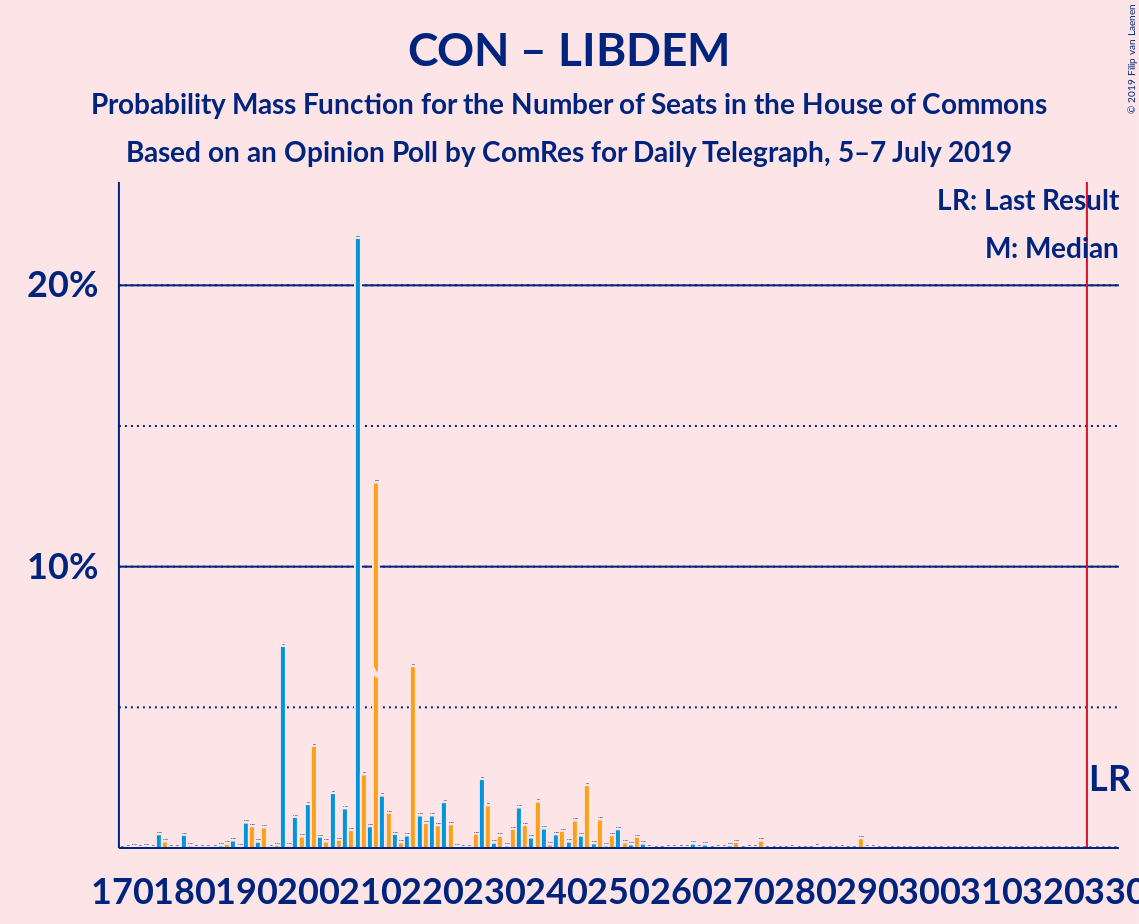 CON – LIBDEM
Probability Mass Function for the Number of Seats in the House of Commons
Based on an Opinion Poll by ComRes for Daily Telegraph, 5–7 July 2019
© 2019 Filip van Laenen
LR: Last Result
M: Median
20%
10%
LR
170 180 190 200 210 220 230 240 250 260 270 280 290 300 310 320 330